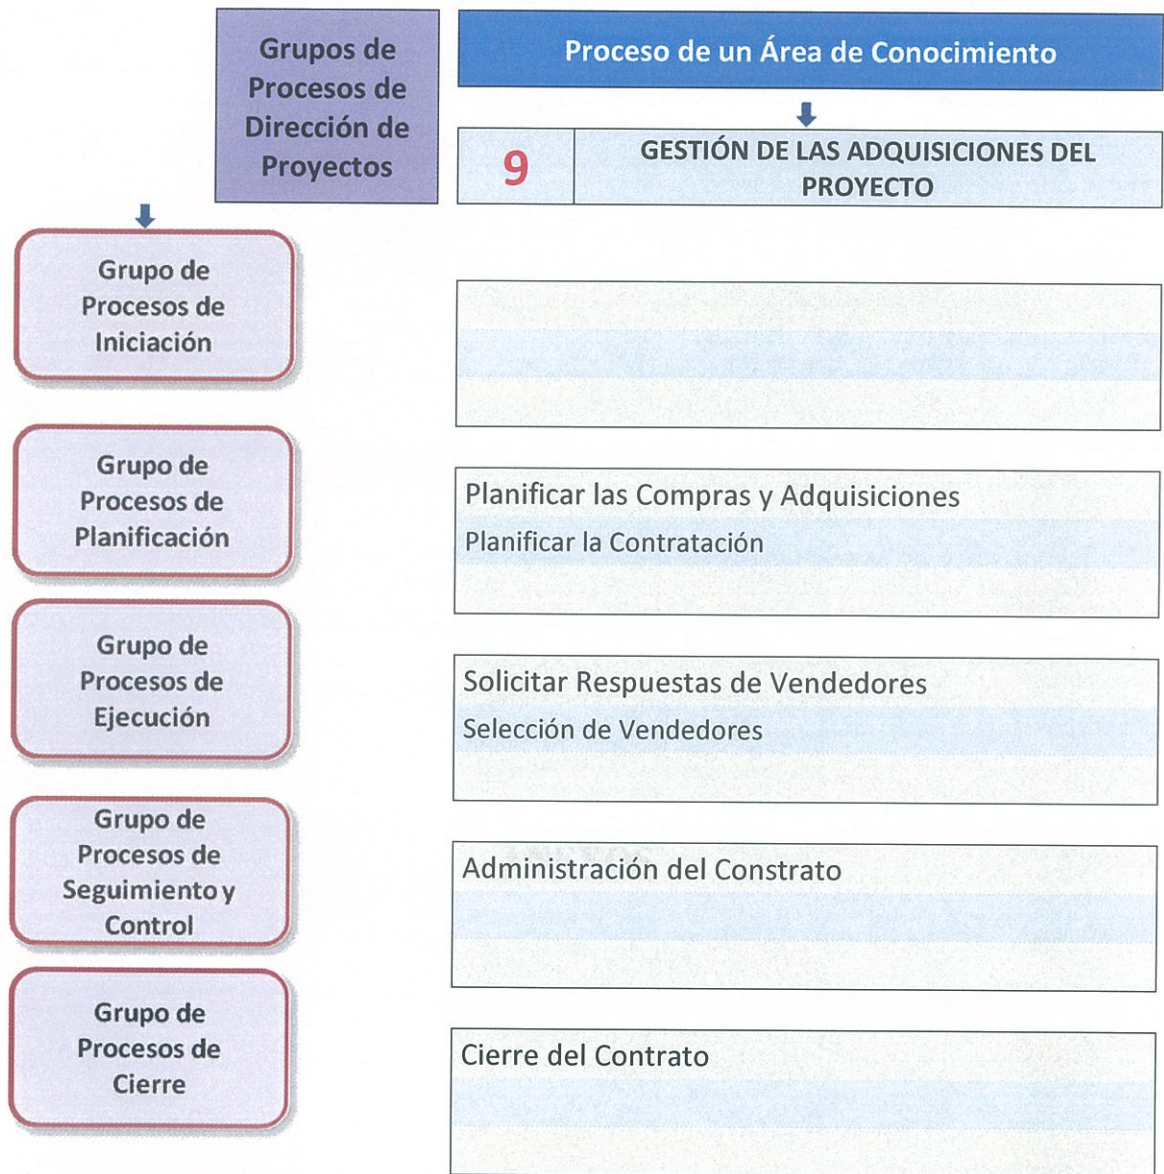 Grupos de
Procesos de
Dirección de
Proyectos
Proceso de un Área de Conocimiento
9
GESTIÓN DE LAS ADQUISICIONES DEL
PROYECTO
Grupo de
Procesos de
Iniciación
Grupo de
Procesos de
Planificación
Planificar las Compras y Adquisiciones
Planificar la Contratación
Grupo de
Procesos de
Ejecución
Solicitar Respuestas de Vendedores
Selección de Vendedores
Grupo de
Procesos de
Seguimiento y
Control
Administración del Constrato
Grupo de
Procesos de
Cierre
Cierre del Contrato